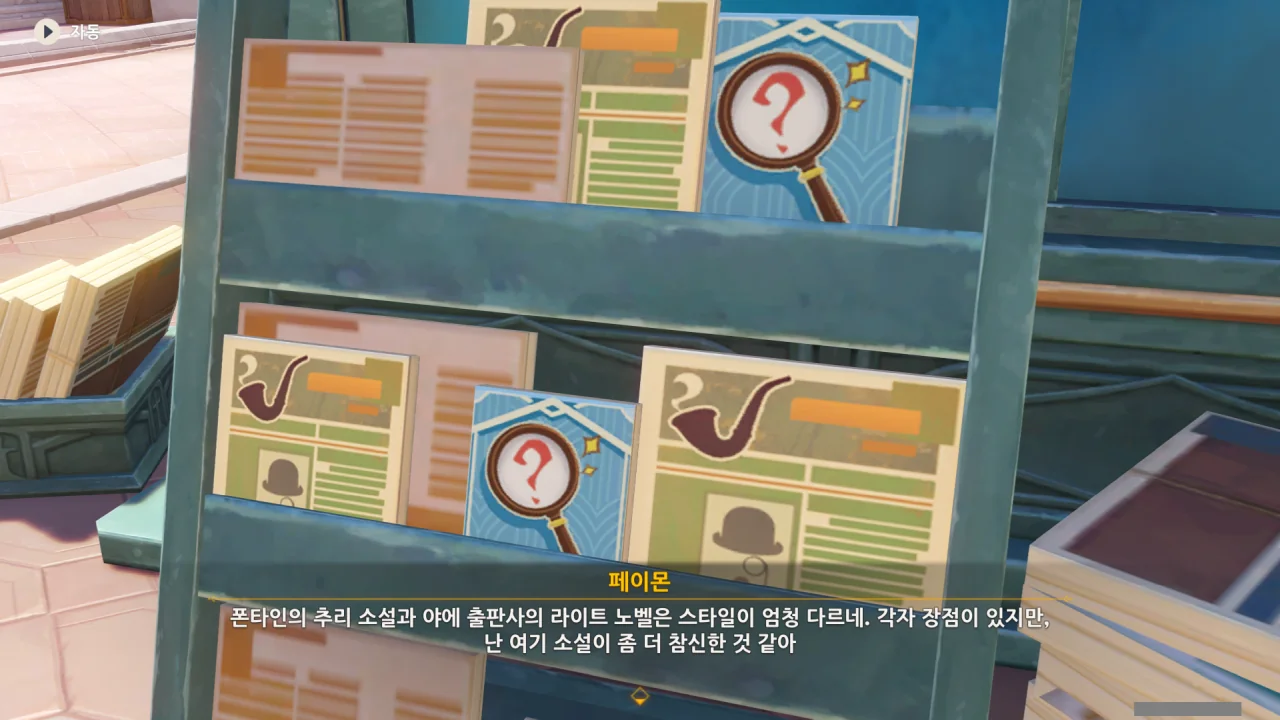 자동
페이몬
폰타인의 추리 소설과 야에 출판사의 라이트 노벨은 스타일이 엄청 다르네. 각자 장점이 있지만,
난 여기 소설이 좀 더 참신한 것 같아